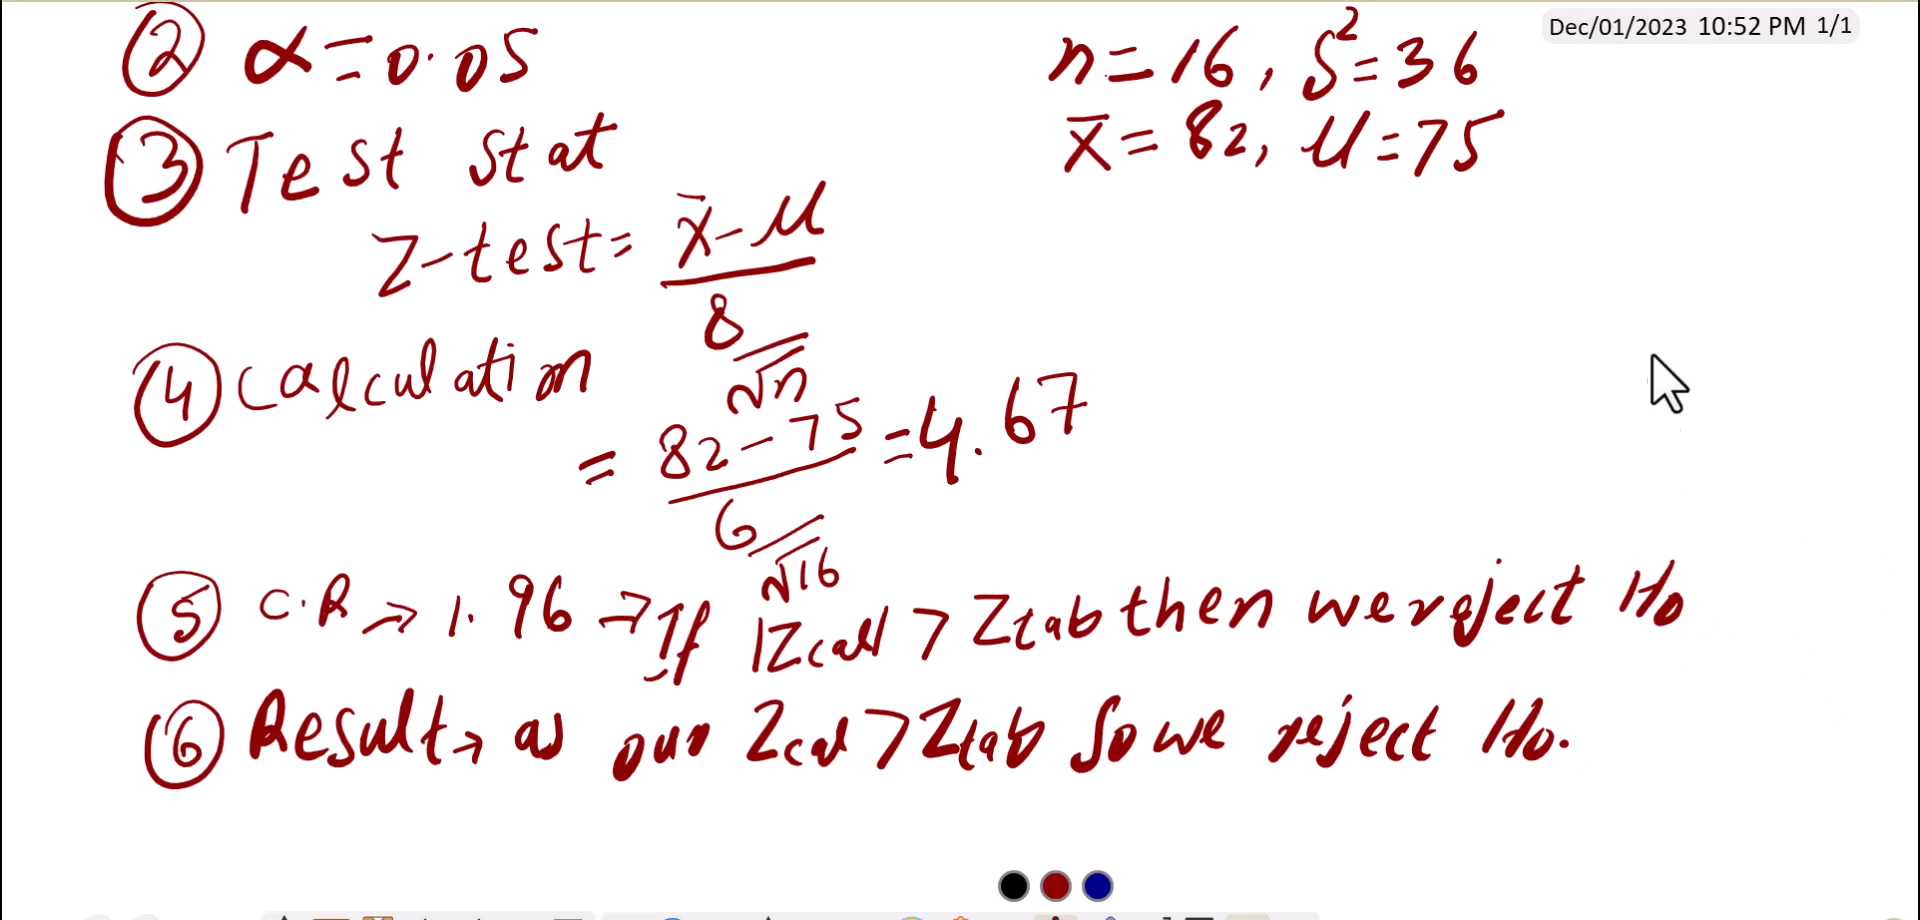 Dec/01/2023 10:52 PM 1/1
② α = 0.05
n = 16, S² = 36
x̄ = 82, μ = 75
③ Test Stat
Z-test = x̄ - μ / 8/√n
④ Calculation
= 82 - 75 / 6/√16 = 4.67
⑤ C.R → 1.96 → If |Zcal| > Ztab then we reject Ho
⑥ Result → as our Zcal > Ztab So we reject Ho.